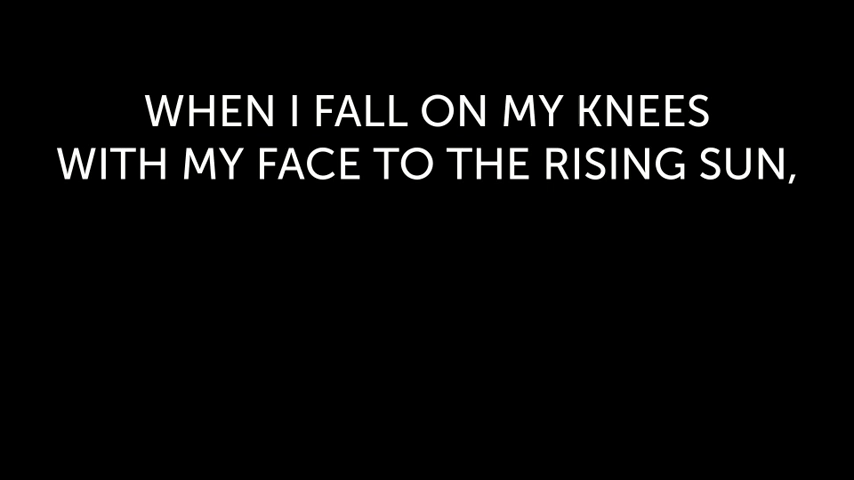 WHEN I FALL ON MY KNEES
WITH MY FACE TO THE RISING SUN,